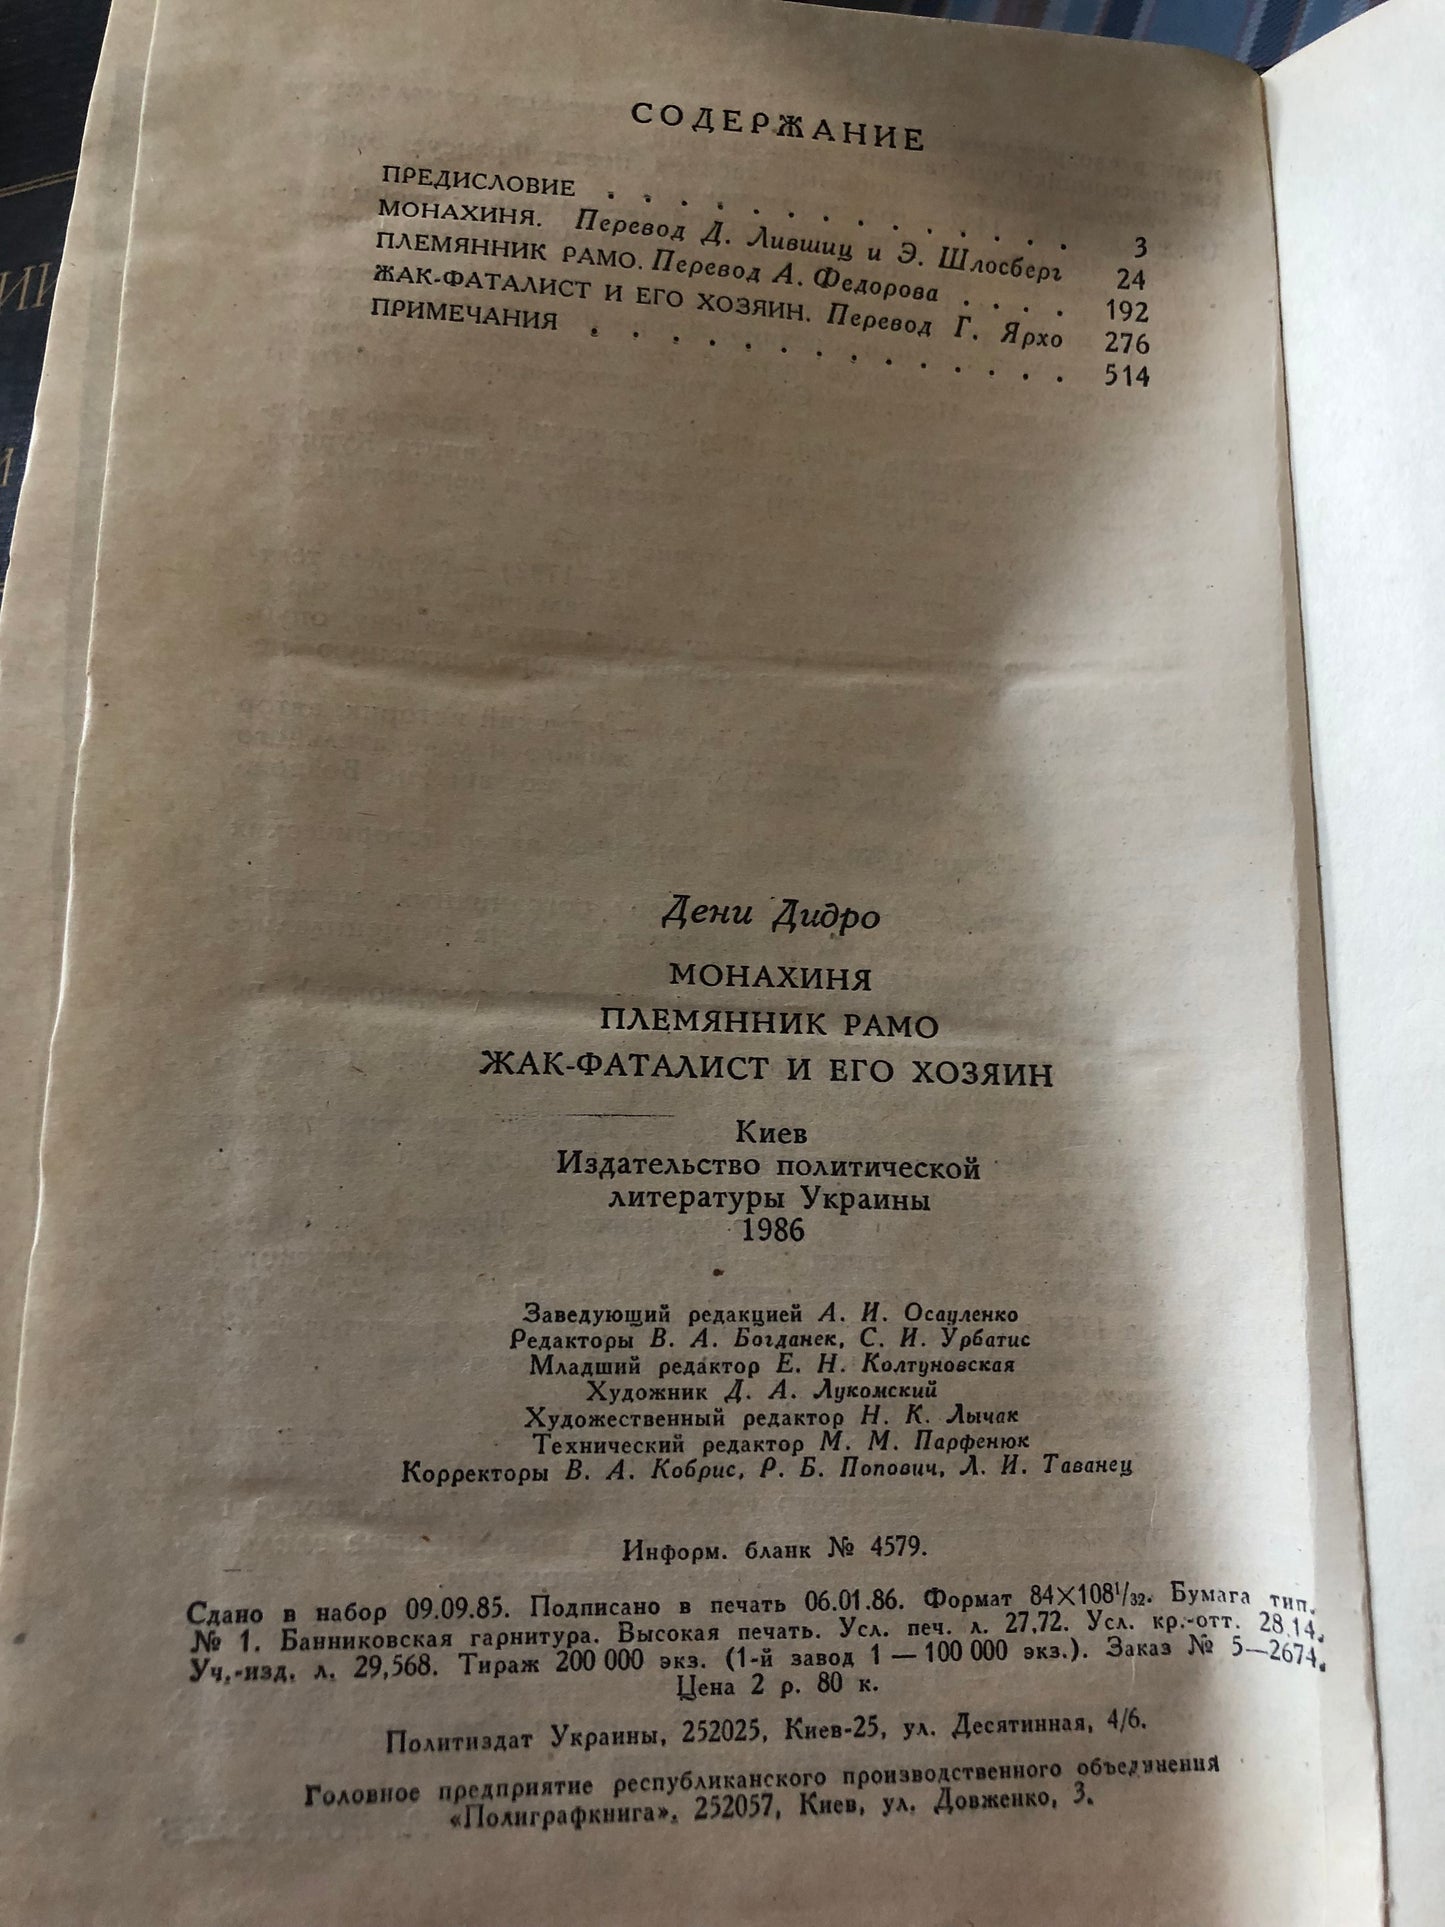 СОДЕРЖАНИЕ
ПРЕДИСЛОВИЕ . . . . . . . . . . . . . 3
МОНАХИНЯ. Перевод Д. Лившиц и Э. Шлосберг 24
ПЛЕМЯННИК РАМО. Перевод А. Федорова . . . . 192
ЖАК-ФАТАЛИСТ И ЕГО ХОЗЯИН. Перевод Г. Ярхо 276
ПРИМЕЧАНИЯ . . . . . . . . . . . . . . 514
Дени Дидро
МОНАХИНЯ
ПЛЕМЯННИК РАМО
ЖАК-ФАТАЛИСТ И ЕГО ХОЗЯИН
Киев
Издательство политической
литературы Украины
1986
Заведующий редакцией А. И. Осауленко
Редакторы В. А. Богданек, С. И. Урбатис
Младший редактор Е. Н. Колтуновская
Художник Д. А. Лукомский
Художественный редактор Н. К. Лычак
Технический редактор М. М. Парфенюк
Корректоры В. А. Кобрис, Р. Б. Попович, Л. И. Таванец
Информ. бланк № 4579.
Сдано в набор 09.09.85. Подписано в печать 06.01.86. Формат 84×108¹/₃₂. Бумага тип.
№ 1. Банниковская гарнитура. Высокая печать. Усл. печ. л. 27,72. Усл. кр.-отт. 28,14.
Уч.-изд. л. 29,568. Тираж 200 000 экз. (1-й завод 1 — 100 000 экз.). Заказ № 5—2674.
Цена 2 р. 80 к.
Политиздат Украины, 252025, Киев-25, ул. Десятинная, 4/6.
Головное предприятие республиканского производственного объединения
«Полиграфкнига». 252057, Киев, ул. Довженко, 3.